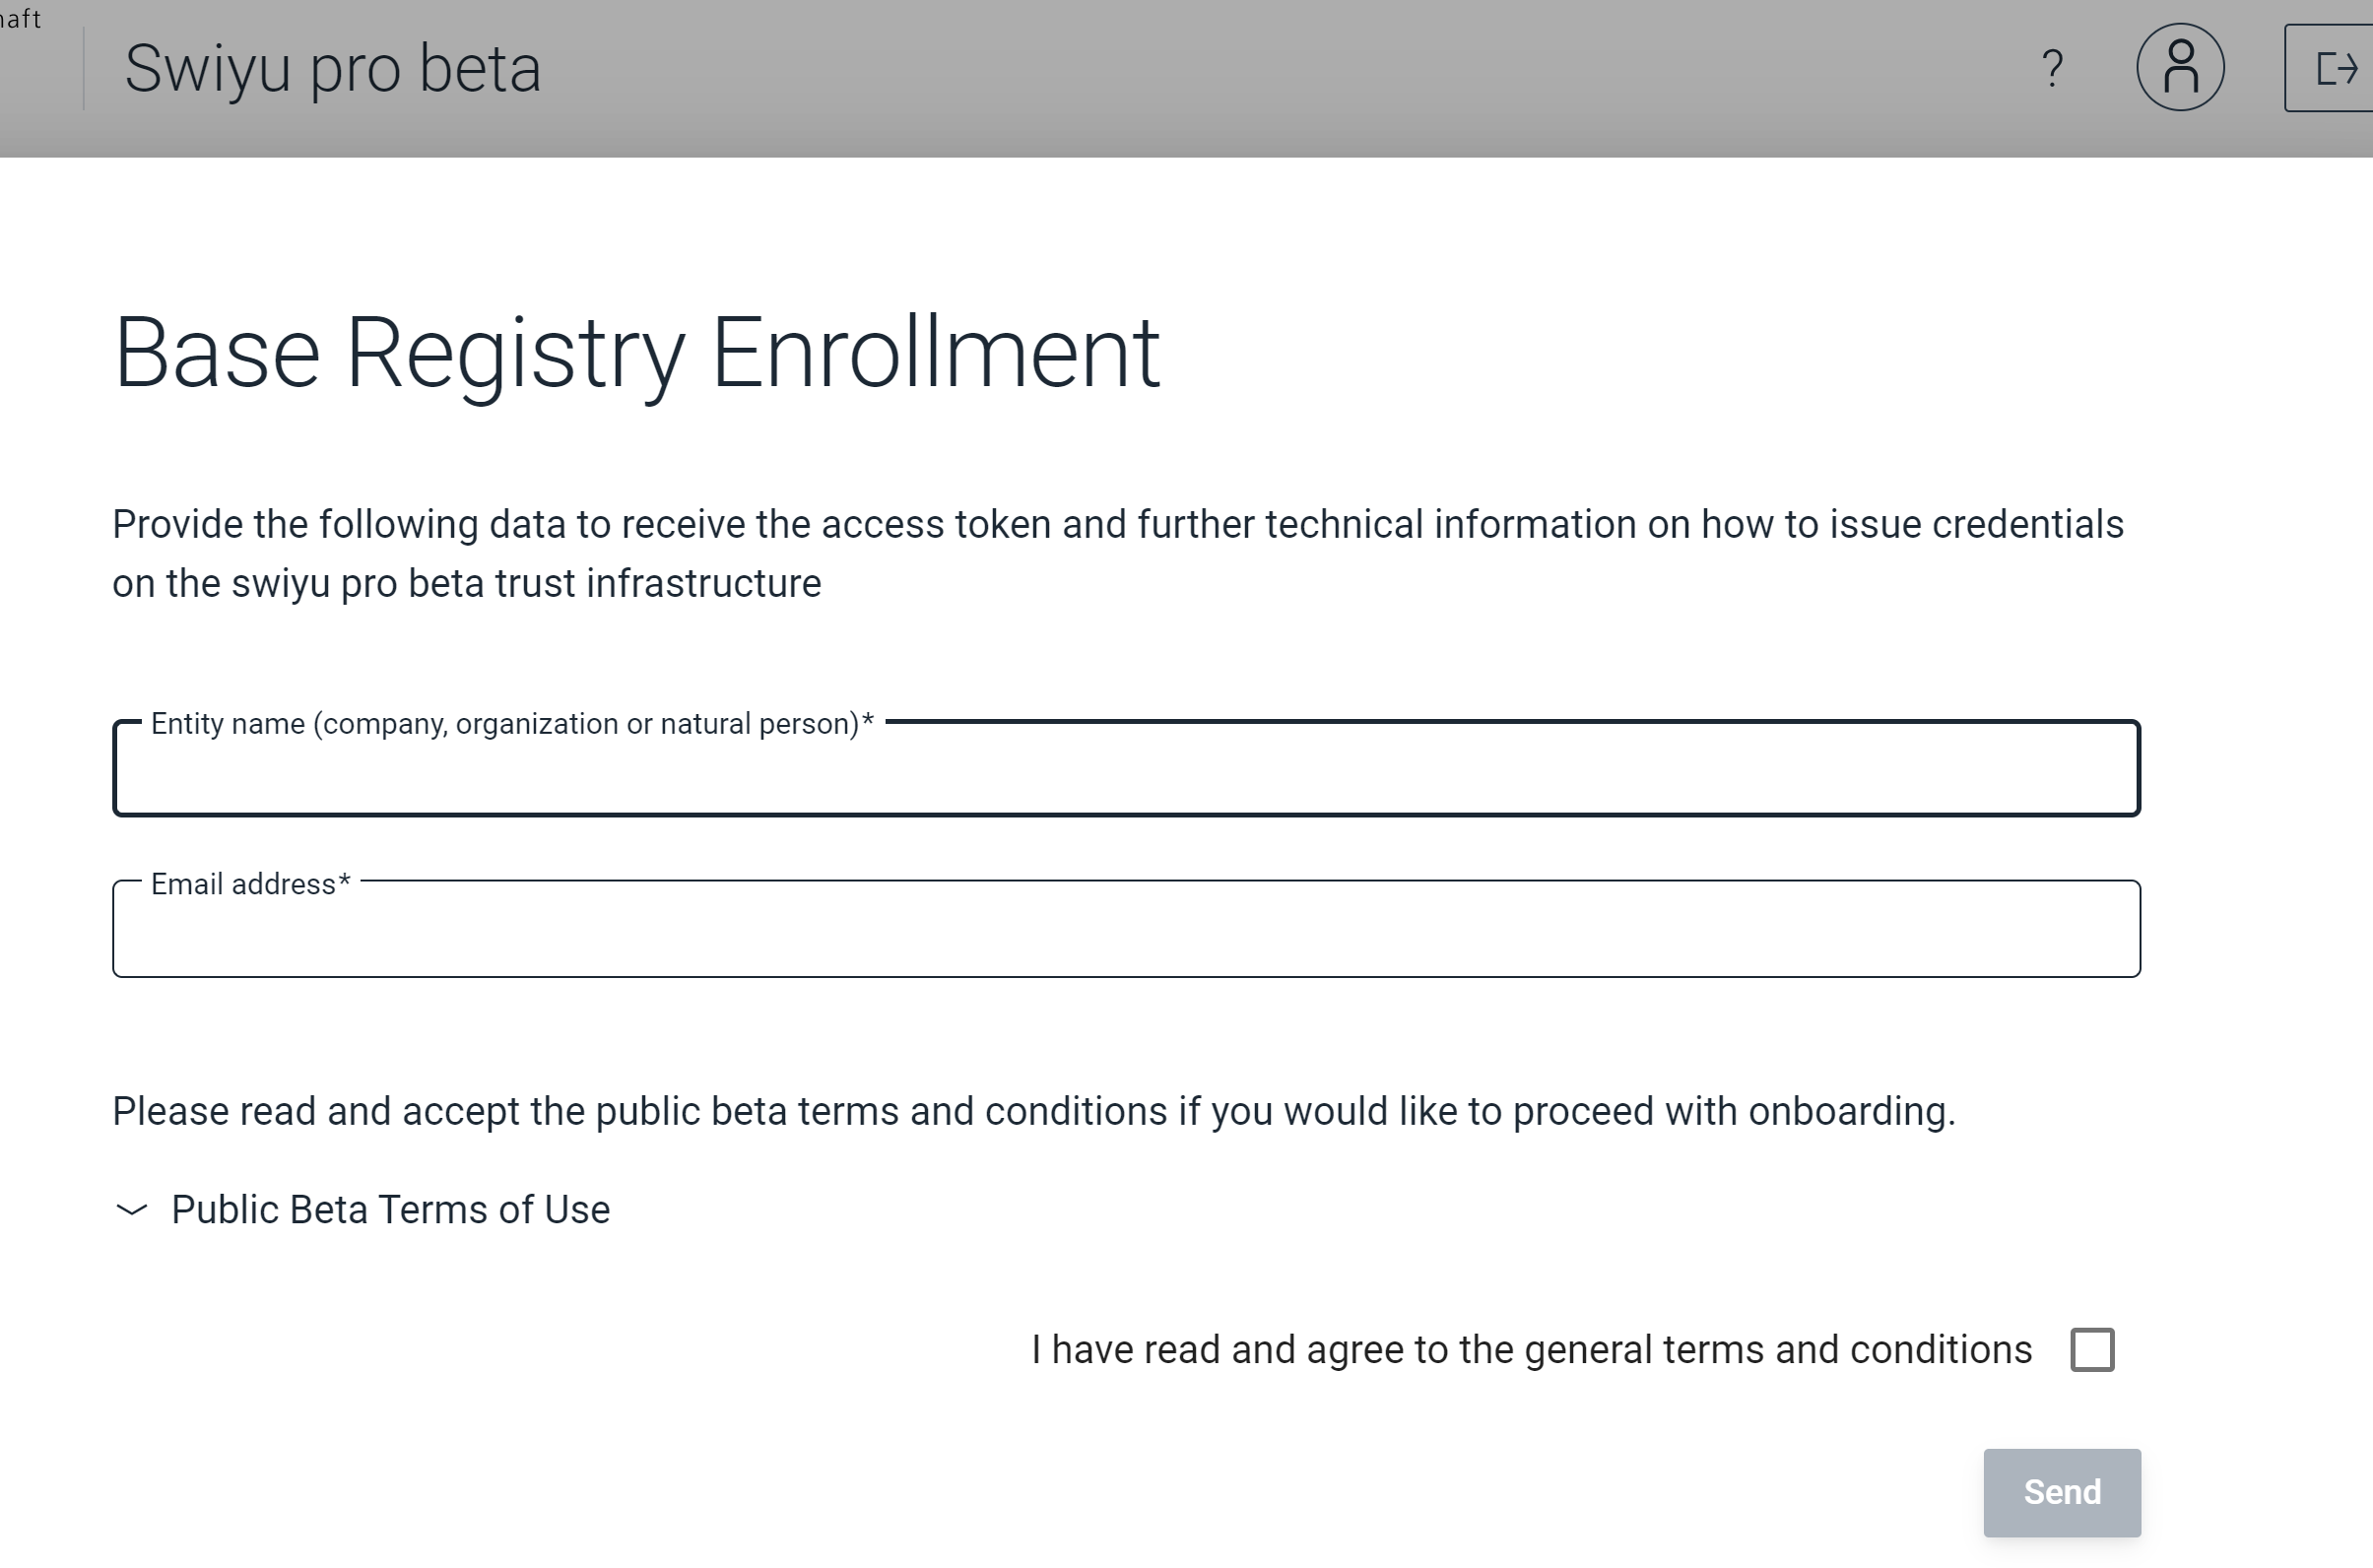 Swiyu pro beta
?
Base Registry Enrollment
Provide the following data to receive the access token and further technical information on how to issue credentials
on the swiyu pro beta trust infrastructure
Entity name (company, organization or natural person)*
Email address*
Please read and accept the public beta terms and conditions if you would like to proceed with onboarding.
Public Beta Terms of Use
I have read and agree to the general terms and conditions
Send